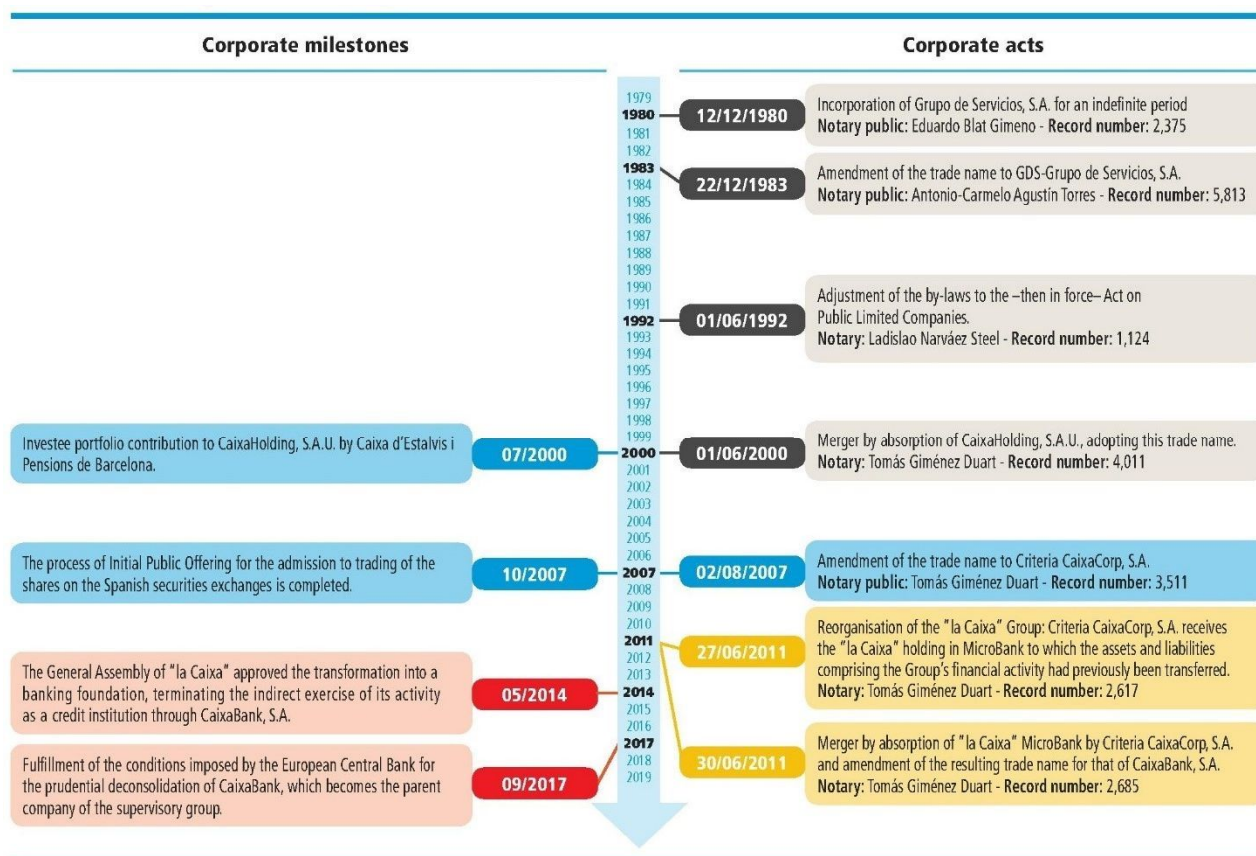 Corporate milestones
Corporate acts
1979
1980
1981
1982
1983
1984
1985
1986
1987
1988
1989
1990
1991
1992
1993
1994
1995
1996
1997
1998
1999
2000
2001
2002
2003
2004
2005
2006
2007
2008
2009
2010
2011
2012
2013
2014
2015
2016
2017
2018
2019
12/12/1980
Incorporation of Grupo de Servicios, S.A. for an indefinite period
Notary public: Eduardo Blat Gimeno - Record number: 2,375
22/12/1983
Amendment of the trade name to GDS-Grupo de Servicios, S.A.
Notary public: Antonio-Carmelo Agustín Torres - Record number: 5,813
01/06/1992
Adjustment of the by-laws to the –then in force– Act on
Public Limited Companies.
Notary: Ladislao Narváez Steel - Record number: 1,124
Investee portfolio contribution to CaixaHolding, S.A.U. by Caixa d’Estalvis i
Pensions de Barcelona.
07/2000
01/06/2000
Merger by absorption of CaixaHolding, S.A.U., adopting this trade name.
Notary: Tomás Giménez Duart - Record number: 4,011
The process of Initial Public Offering for the admission to trading of the
shares on the Spanish securities exchanges is completed.
10/2007
02/08/2007
Amendment of the trade name to Criteria CaixaCorp, S.A.
Notary public: Tomás Giménez Duart - Record number: 3,511
27/06/2011
Reorganisation of the "la Caixa" Group: Criteria CaixaCorp, S.A. receives
the "la Caixa" holding in MicroBank to which the assets and liabilities
comprising the Group’s financial activity had previously been transferred.
Notary: Tomás Giménez Duart - Record number: 2,617
The General Assembly of "la Caixa" approved the transformation into a
banking foundation, terminating the indirect exercise of its activity
as a credit institution through CaixaBank, S.A.
05/2014
30/06/2011
Merger by absorption of "la Caixa" MicroBank by Criteria CaixaCorp, S.A.
and amendment of the resulting trade name for that of CaixaBank, S.A.
Notary: Tomás Giménez Duart - Record number: 2,685
Fulfillment of the conditions imposed by the European Central Bank for
the prudential deconsolidation of CaixaBank, which becomes the parent
company of the supervisory group.
09/2017